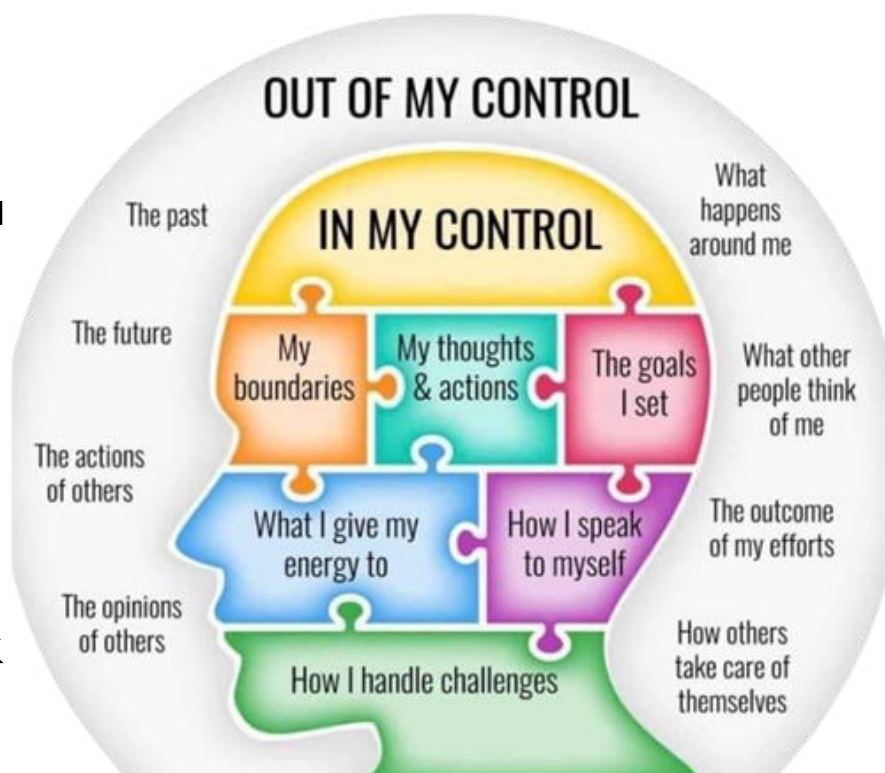 OUT OF MY CONTROL
IN MY CONTROL
The past
The future
The actions
of others
The opinions
of others
My
boundaries
My thoughts
& actions
The goals
I set
What I give my
energy to
How I speak
to myself
How I handle challenges
What
happens
around me
What other
people think
of me
The outcome
of my efforts
How others
take care of
themselves